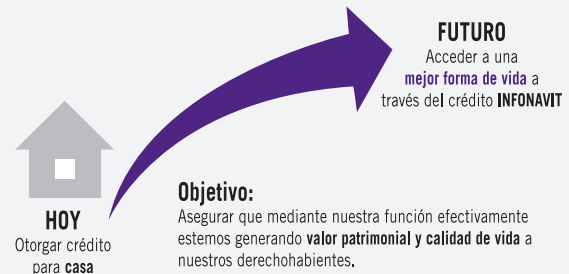 FUTURO
Acceder a una
mejor forma de vida a
través del crédito INFONAVIT
HOY
Otorgar crédito
para casa
Objetivo:
Asegurar que mediante nuestra función efectivamente
estemos generando valor patrimonial y calidad de vida a
nuestros derechohabientes.